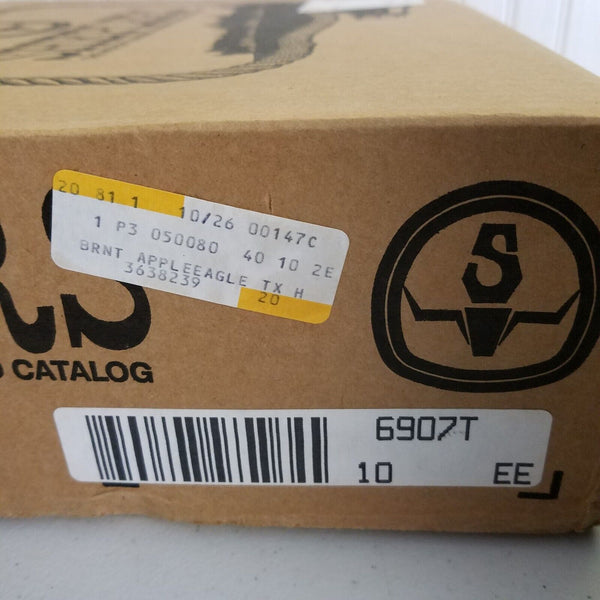 20 81 1 10/26 00147C
1 P3 050080 40 10 2E
BRNT APPLEEAGLE TX H
3638239 20
RS
CATALOG
S
6907T
10 EE